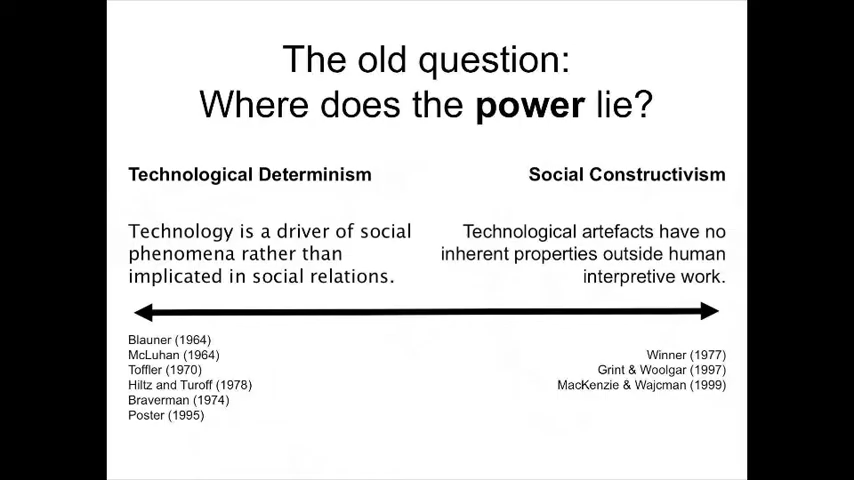 The old question:
Where does the power lie?
Technological Determinism
Technology is a driver of social
phenomena rather than
implicated in social relations.
Social Constructivism
Technological artefacts have no
inherent properties outside human
interpretive work.
Blauner (1964)
McLuhan (1964)
Toffler (1970)
Hiltz and Turoff (1978)
Braverman (1974)
Poster (1995)
Winner (1977)
Grint & Woolgar (1997)
MacKenzie & Wajcman (1999)